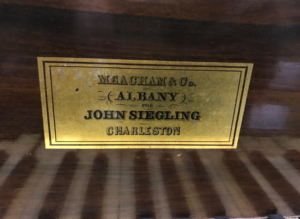 MEACHAM & Co.
(ALBANY)
FOR
JOHN SIEGLING
CHARLESTON